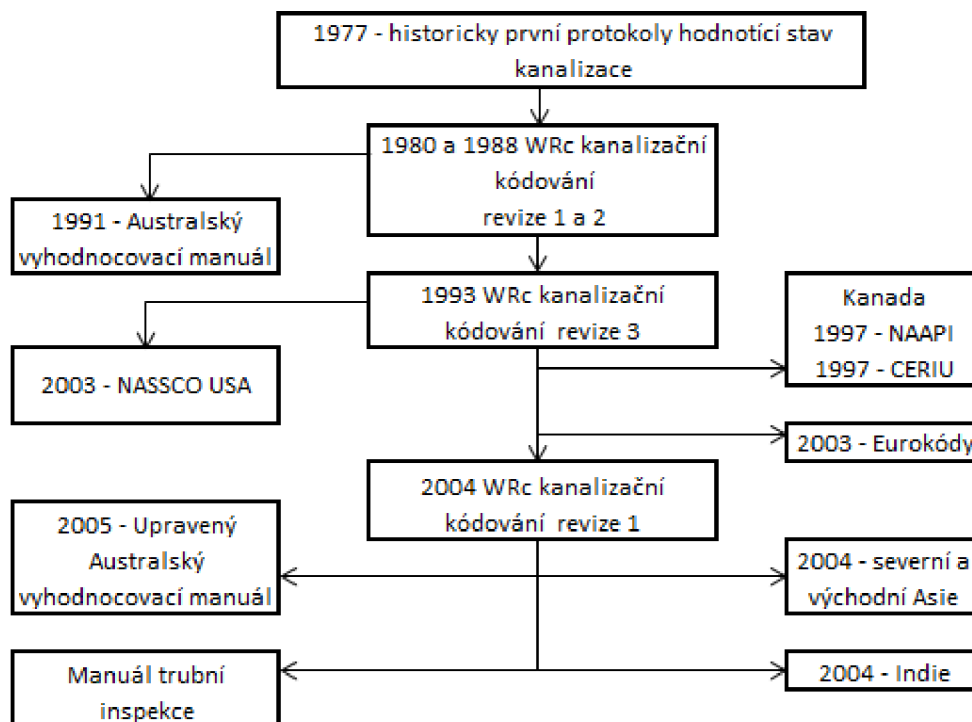 1977 - historicky první protokoly hodnotící stav
kanalizace
1980 a 1988 WRc kanalizační
kódování
revize 1 a 2
1991 - Australský
vyhodnocovací manuál
1993 WRc kanalizační
kódování revize 3
Kanada
1997 - NAAPI
1997 - CERIU
2003 - NASSCO USA
2003 - Eurokódy
2004 WRc kanalizační
kódování revize 1
2005 - Upravený
Australský
vyhodnocovací manuál
2004 - severní a
východní Asie
Manuál trubní
inspekce
2004 - Indie